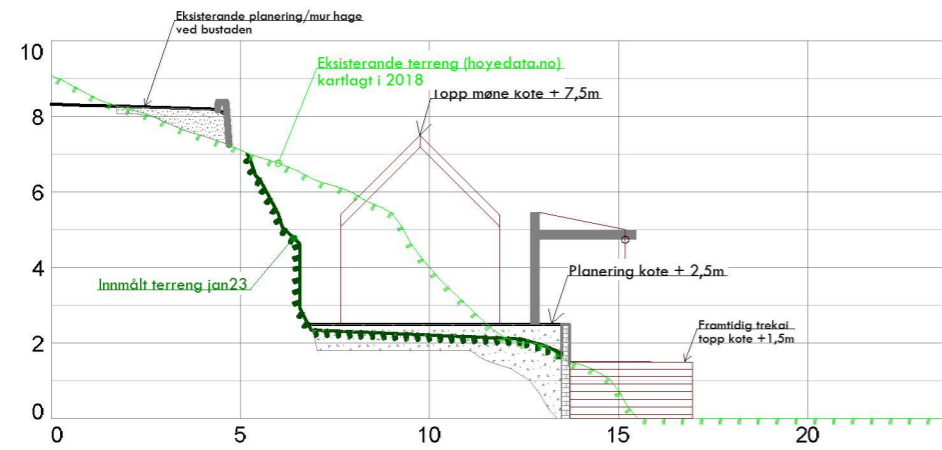 Eksisterande planering/mur hage
ved bustaden
Eksisterande terreng (hoyedata.no)
kartlagt i 2018
Topp møne kote + 7,5m
Innmålt terreng jan23
Planering kote + 2,5m
Framtidig trekai
topp kote +1,5m
10
8
6
4
2
0
0 5 10 15 20